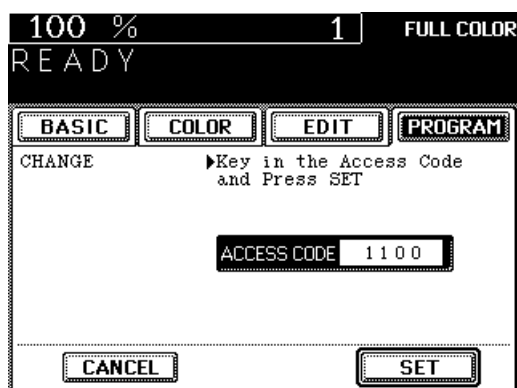 100 % 1 FULL COLOR
READY
BASIC COLOR EDIT PROGRAM
CHANGE ▶Key in the Access Code
and Press SET
ACCESS CODE 1100
CANCEL SET